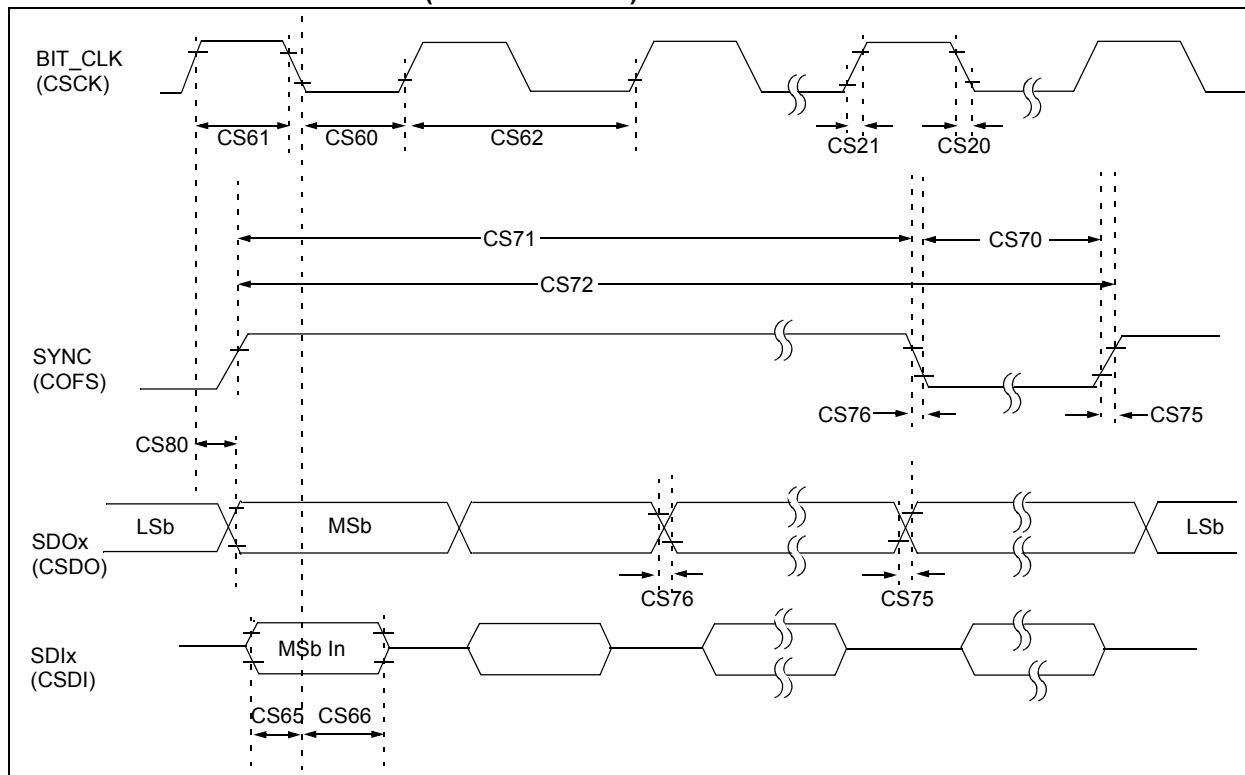 BIT_CLK
(CSCK)
CS61
CS60
CS62
CS21
CS20
CS71
CS70
CS72
SYNC
(COFS)
CS76
CS75
CS80
LSb
MSb
LSb
SDOx
(CSDO)
CS76
CS75
MSb In
SDIx
(CSDI)
CS65
CS66